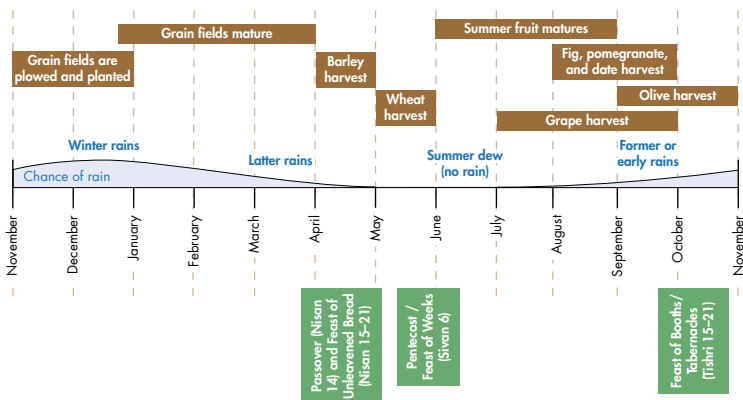 Grain fields mature
Summer fruit matures
Grain fields are
plowed and planted
Barley
harvest
Fig, pomegranate,
and date harvest
Wheat
harvest
Olive harvest
Grape harvest
Winter rains
Latter rains
Summer dew
(no rain)
Former or
early rains
Chance of rain
November
December
January
February
March
April
May
June
July
August
September
October
November
Passover (Nisan
14) and Feast of
Unleavened Bread
(Nisan 15–21)
Pentecost /
Feast of Weeks
(Sivan 6)
Feast of Booths/
Tabernacles
(Tishri 15–21)